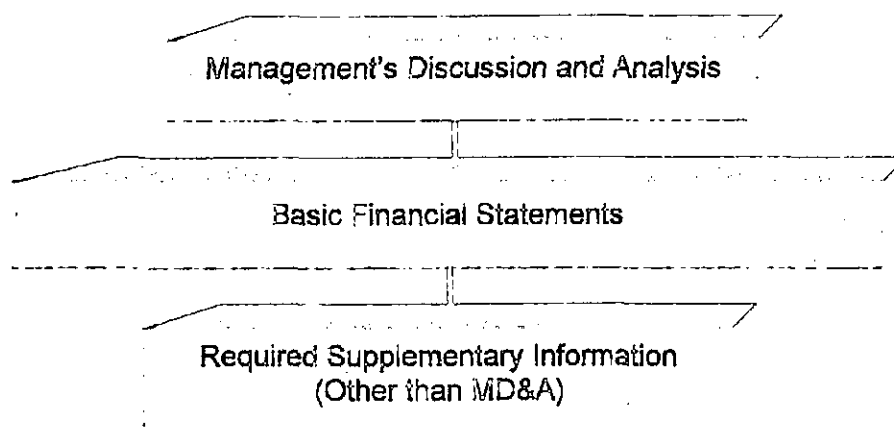 Management's Discussion and Analysis
Basic Financial Statements
Required Supplementary Information
(Other than MD&A)